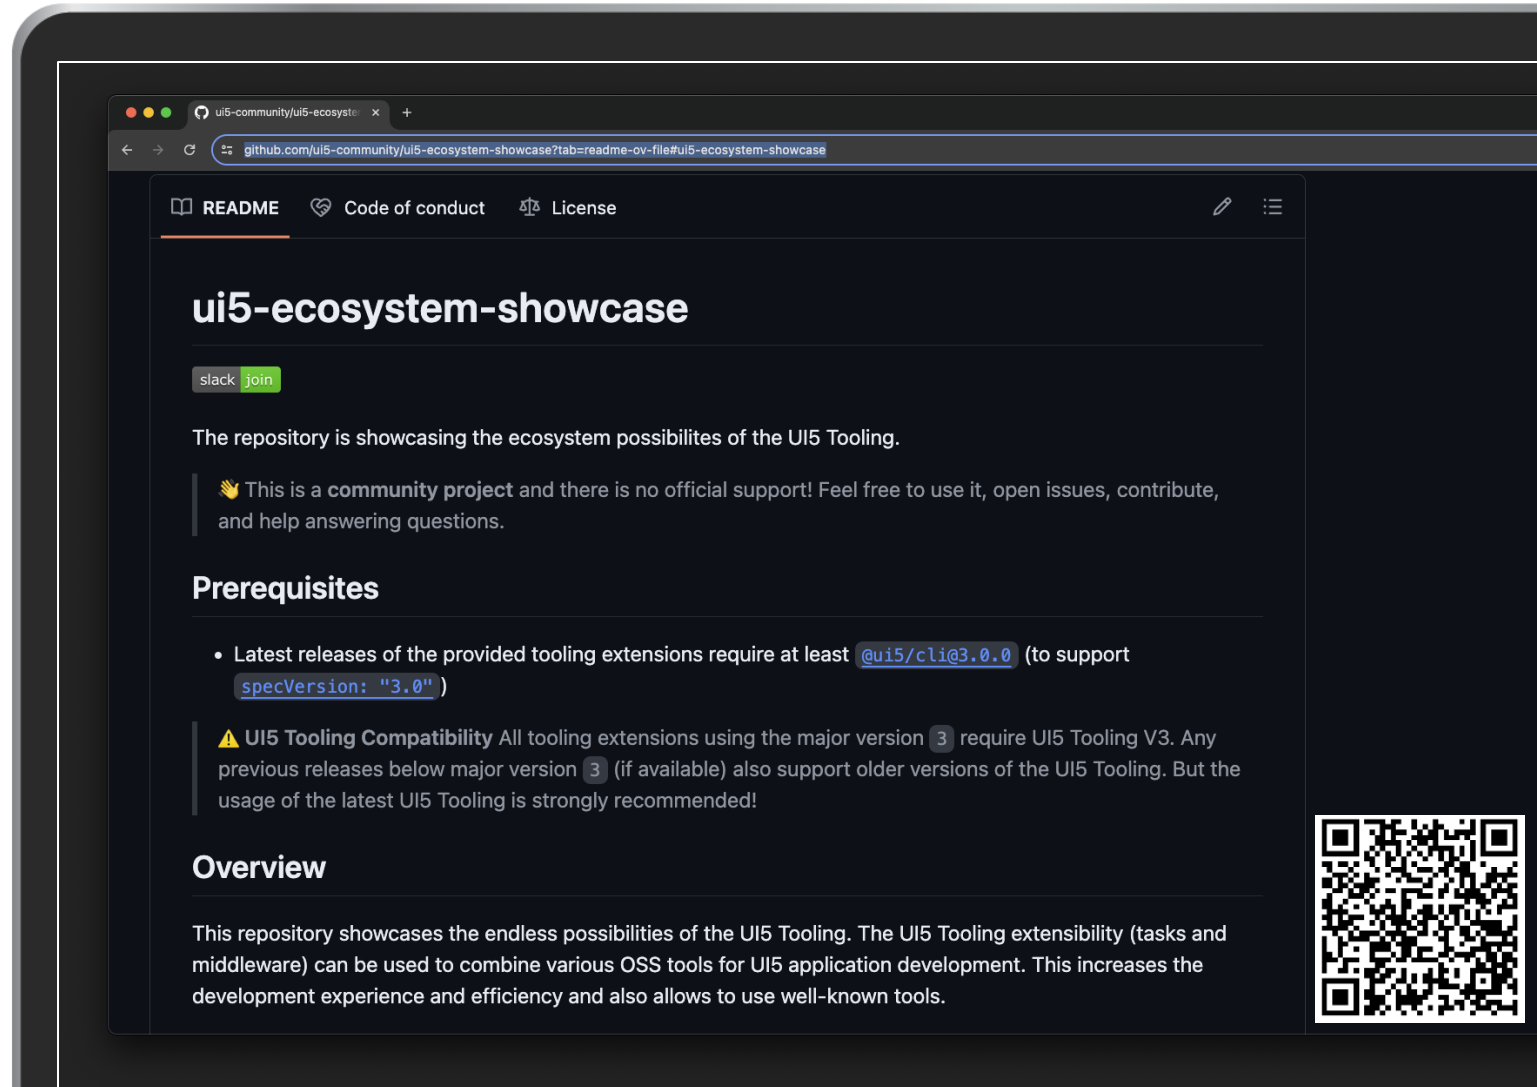 ui5-community/ui5-ecosyste
github.com/ui5-community/ui5-ecosystem-showcase?tab=readme-ov-file#ui5-ecosystem-showcase
README Code of conduct License
ui5-ecosystem-showcase
slack join
The repository is showcasing the ecosystem possibilites of the UI5 Tooling.
👋 This is a community project and there is no official support! Feel free to use it, open issues, contribute,
and help answering questions.
Prerequisites
• Latest releases of the provided tooling extensions require at least @ui5/cli@3.0.0 (to support
specVersion: "3.0")
⚠️ UI5 Tooling Compatibility All tooling extensions using the major version 3 require UI5 Tooling V3. Any
previous releases below major version 3 (if available) also support older versions of the UI5 Tooling. But the
usage of the latest UI5 Tooling is strongly recommended!
Overview
This repository showcases the endless possibilities of the UI5 Tooling. The UI5 Tooling extensibility (tasks and
middleware) can be used to combine various OSS tools for UI5 application development. This increases the
development experience and efficiency and also allows to use well-known tools.